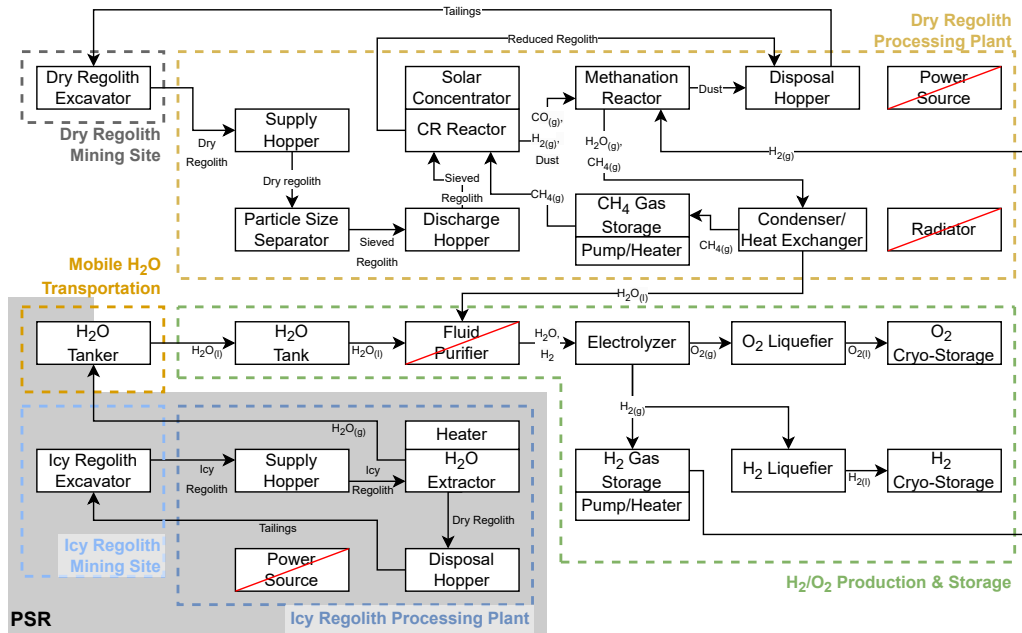 Tailings
Dry Regolith
Processing Plant
Reduced Regolith
Dry Regolith
Excavator
Dry Regolith
Mining Site
Dry
Regolith
Supply
Hopper
Dry regolith
Particle Size
Separator
Sieved
Regolith
Discharge
Hopper
Sieved
Regolith
Solar
Concentrator
CR Reactor
CO(g),
H2(g),
Dust
Methanation
Reactor
Dust
Disposal
Hopper
Power
Source
H2(g)
H2O(g),
CH4(g)
CH4(g)
CH4 Gas
Storage
Pump/Heater
CH4(g)
Condenser/
Heat Exchanger
Radiator
Mobile H2O
Transportation
H2O(l)
H2O
Tanker
H2O(l)
H2O
Tank
H2O(l)
Fluid
Purifier
H2O,
H2
Electrolyzer
O2(g)
O2 Liquefier
O2(l)
O2
Cryo-Storage
H2(g)
H2 Gas
Storage
Pump/Heater
H2 Liquefier
H2(l)
H2
Cryo-Storage
H2/O2 Production & Storage
H2O(g)
Icy Regolith
Excavator
Icy
Regolith
Supply
Hopper
Icy
Regolith
Heater
H2O
Extractor
Dry Regolith
Tailings
Disposal
Hopper
Power
Source
Icy Regolith
Mining Site
Icy Regolith Processing Plant
PSR